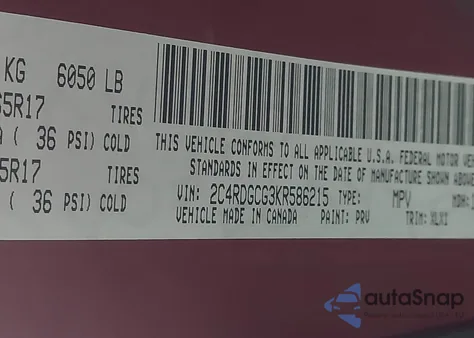 KG 6050 LB
5R17 TIRES
( 36 PSI) COLD
5R17 TIRES
( 36 PSI) COLD
THIS VEHICLE CONFORMS TO ALL APPLICABLE U.S.A. FEDERAL MOTOR
STANDARDS IN EFFECT ON THE DATE OF MANUFACTURE SHOWN ABOVE
VIN: 2C4RDGCG3KR586215 TYPE: MPV MDH:
VEHICLE MADE IN CANADA PAINT: PRV TRIM: XLX1
autaSnap